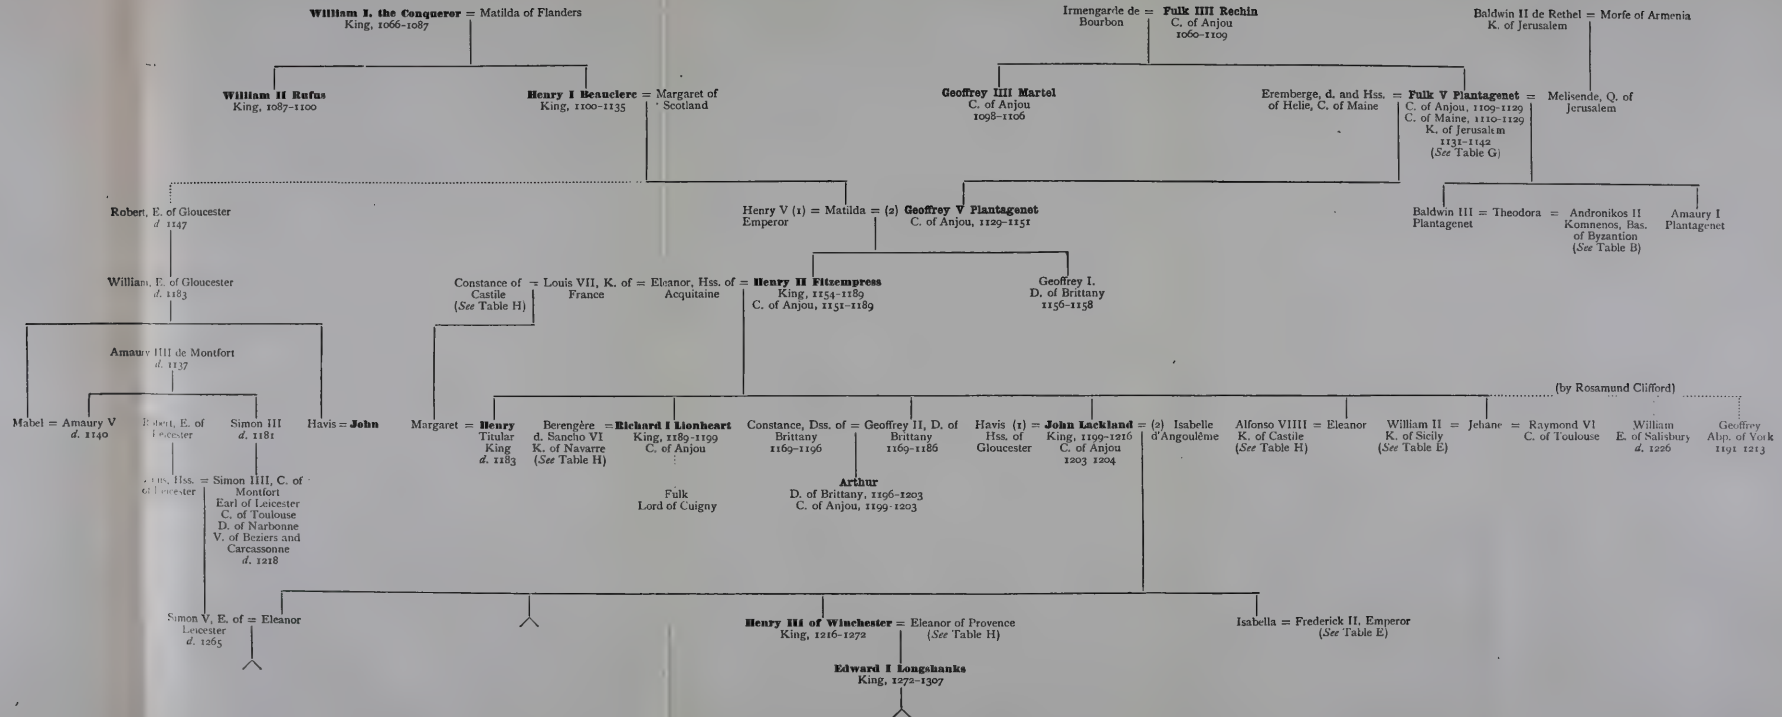 William I, the Conqueror = Matilda of Flanders
King, 1066-1087
Irmengarde de = Fulk IIII Rechin
Bourbon
C. of Anjou
1060-1109
Baldwin II de Rethel = Morfe of Armenia
K. of Jerusalem
William II Rufus
King, 1087-1100
Henry I Beauclerc = Margaret of
King, 1100-1135
Scotland
Geoffrey IIII Martel
C. of Anjou
1098-1106
Eremberge, d. and Hss. = Fulk V Plantagenet =
of Helie, C. of Maine
C. of Anjou, 1109-1129
C. of Maine, 1110-1129
K. of Jerusalem
1131-1142
(See Table G)
Melisende, Q. of
Jerusalem
Robert, E. of Gloucester
d 1147
Henry V (1) = Matilda = (2) Geoffrey V Plantagenet
Emperor
C. of Anjou, 1129-1151
Baldwin III = Theodora = Andronikos II
Plantagenet
Komnenos, Bas.
of Byzantion
(See Table B)
Amaury I
Plantagenet
William, E. of Gloucester
d. 1183
Constance of = Louis VII, K. of = Eleanor, Hss. of = Henry II Fitzempress
Castile
(See Table H)
France
Acquitaine
King, 1154-1189
C. of Anjou, 1151-1189
Geoffrey I.
D. of Brittany
1156-1158
Amaury IIII de Montfort
d. 1137
(by Rosamund Clifford)
Mabel = Amaury V
d. 1140
E. of
Simon III
d. 1181
Havis = John
Margaret = Henry
Titular
King
d. 1183
Berengère = Richard I Lionheart
d. Sancho VI
K. of Navarre
(See Table H)
King, 1189-1199
C. of Anjou
Constance, Dss. of = Geoffrey II, D. of
Brittany
1169-1196
Brittany
1169-1186
Havis (1) = John Lackland = (2) Isabelle
Hss. of
Gloucester
King, 1199-1216
C. of Anjou
1203 1204
d'Angoulême
Alfonso VIIII = Eleanor
K. of Castile
(See Table H)
William II = Jehane = Raymond VI
K. of Sicily
(See Table E)
C. of Toulouse
William
E. of Salisbury
d. 1226
Geoffrey
Abp. of York
1191 1213
Hss. = Simon IIII, C. of
Montfort
Earl of Leicester
C. of Toulouse
D. of Narbonne
V. of Beziers and
Carcassonne
d. 1218
Fulk
Lord of Cuigny
Arthur
D. of Brittany, 1196-1203
C. of Anjou, 1199-1203
Simon V, E. of = Eleanor
Leicester
d. 1265
Henry III of Winchester = Eleanor of Provence
King, 1216-1272
(See Table H)
Isabella = Frederick II, Emperor
(See Table E)
Edward I Longshanks
King, 1272-1307